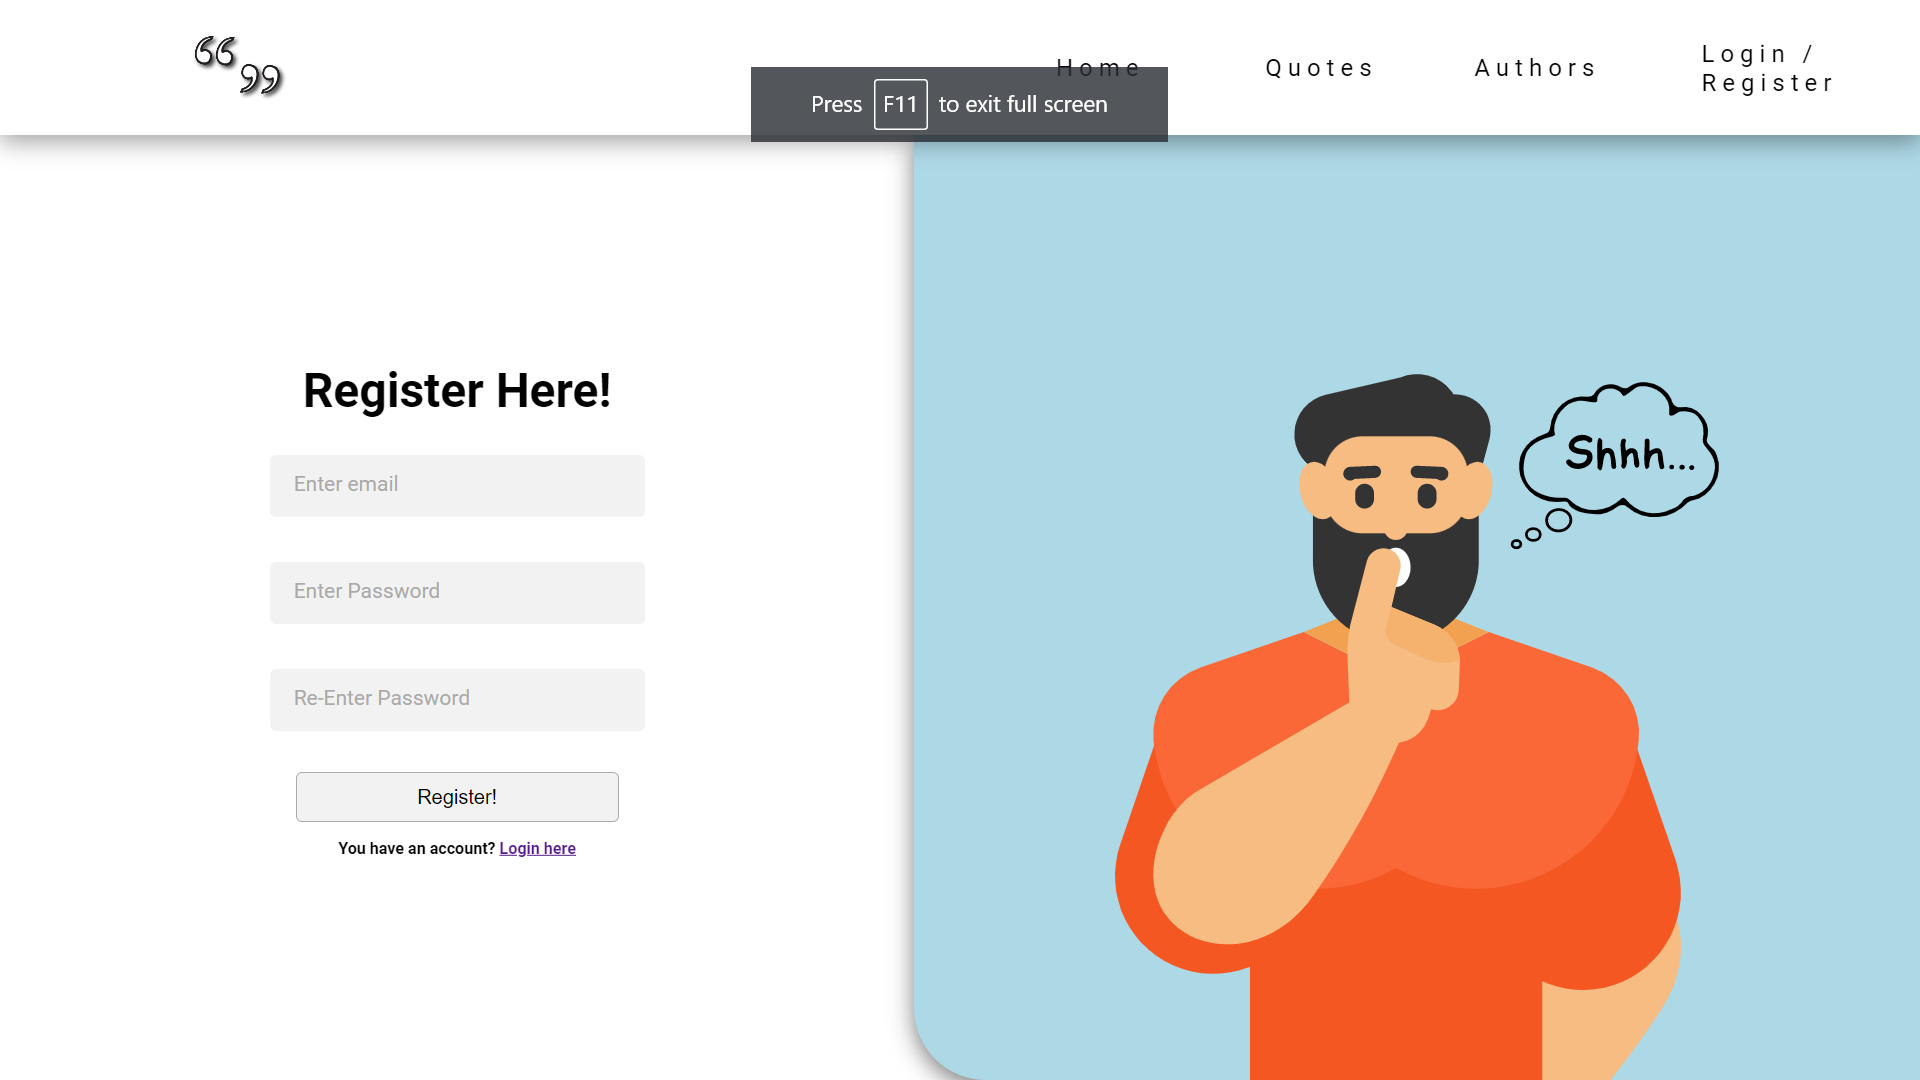 “ ”
Home
Quotes
Authors
Login /
Register
Press F11 to exit full screen
Register Here!
Enter email
Enter Password
Re-Enter Password
Register!
You have an account? Login here
Shhh...